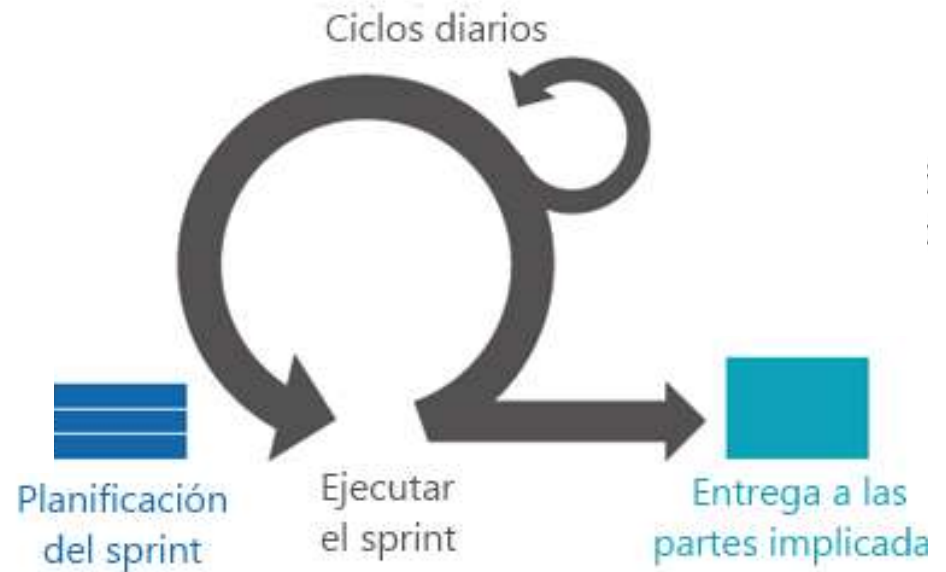 Ciclos diarios
Planificación
del sprint
Ejecutar
el sprint
Entrega a las
partes implicada